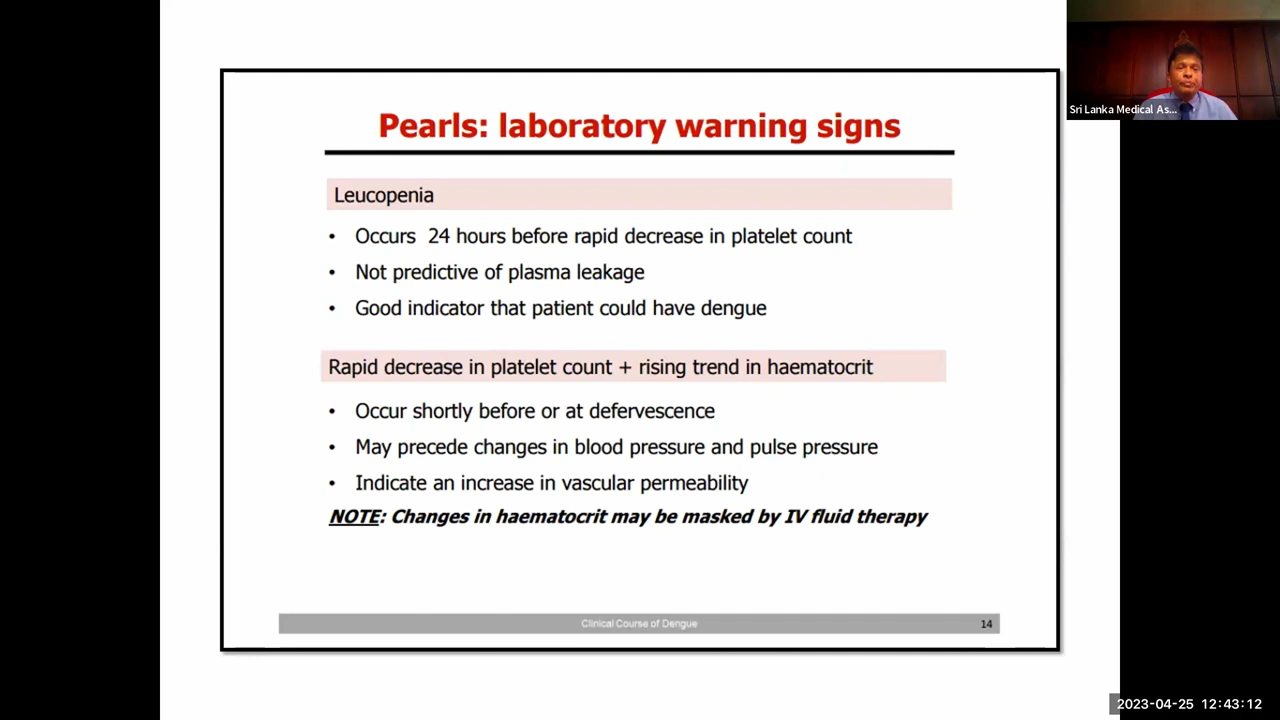 Pearls: laboratory warning signs
Leucopenia
• Occurs 24 hours before rapid decrease in platelet count
• Not predictive of plasma leakage
• Good indicator that patient could have dengue
Rapid decrease in platelet count + rising trend in haematocrit
• Occur shortly before or at defervescence
• May precede changes in blood pressure and pulse pressure
• Indicate an increase in vascular permeability
NOTE: Changes in haematocrit may be masked by IV fluid therapy
Clinical Course of Dengue 14
Sri Lanka Medical As...
2023-04-25 12:43:12